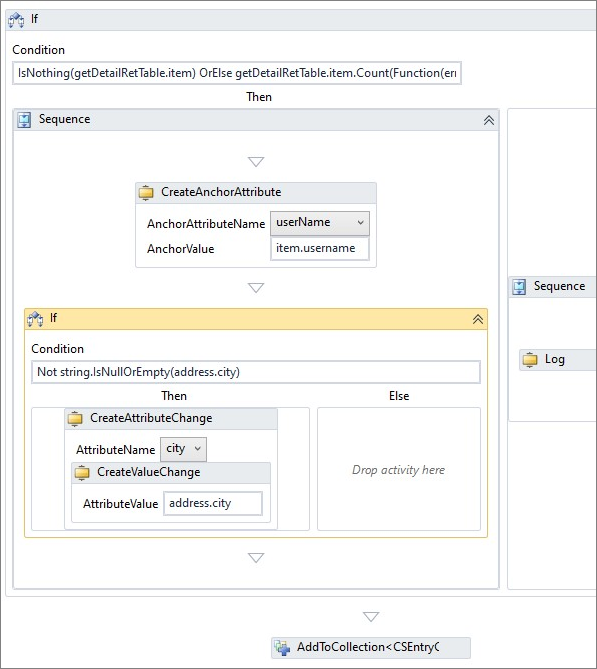 If
Condition
IsNothing(getDetailRetTable.item) OrElse getDetailRetTable.item.Count(Function(err
Then
Sequence
CreateAnchorAttribute
AnchorAttributeName userName
AnchorValue item.username
If
Condition
Not string.IsNullOrEmpty(address.city)
Then Else
CreateAttributeChange
AttributeName city
CreateValueChange
AttributeValue address.city
Drop activity here
Sequence
Log
AddToCollection<CSEntryC